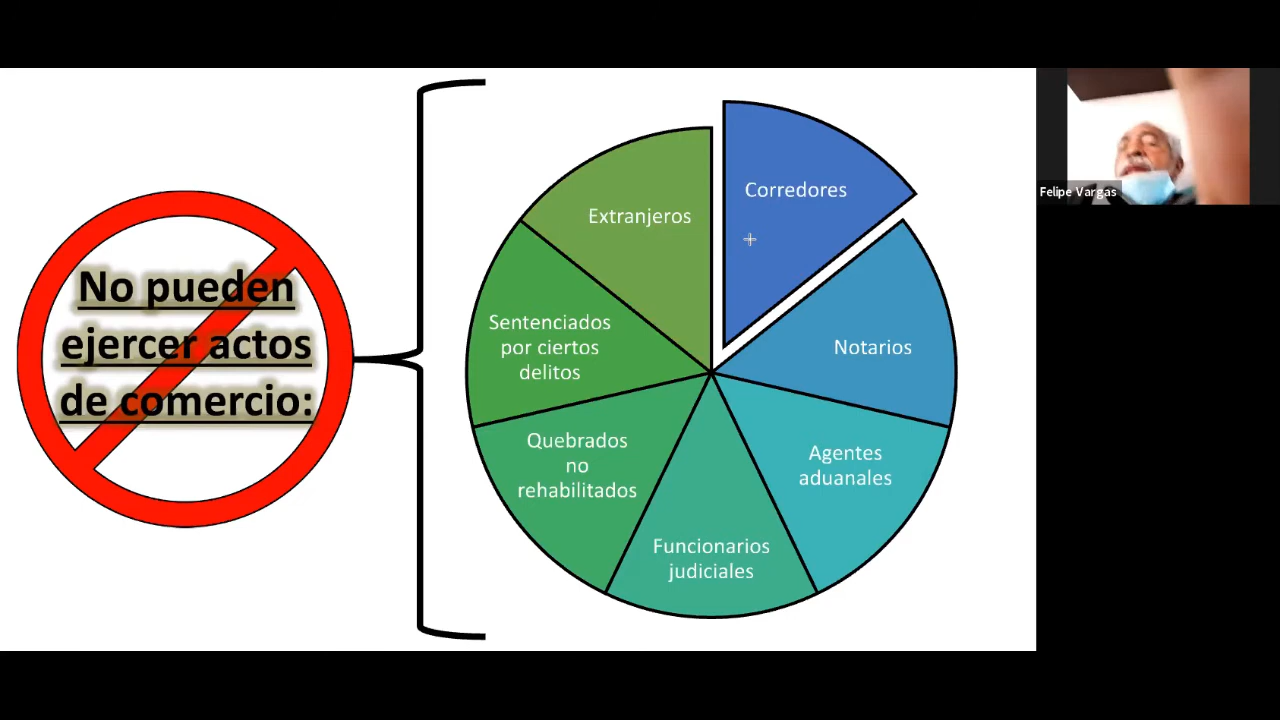 No pueden
ejercer actos
de comercio:
Corredores
Notarios
Agentes
aduanales
Funcionarios
judiciales
Quebrados
no
rehabilitados
Sentenciados
por ciertos
delitos
Extranjeros
Felipe Vargas